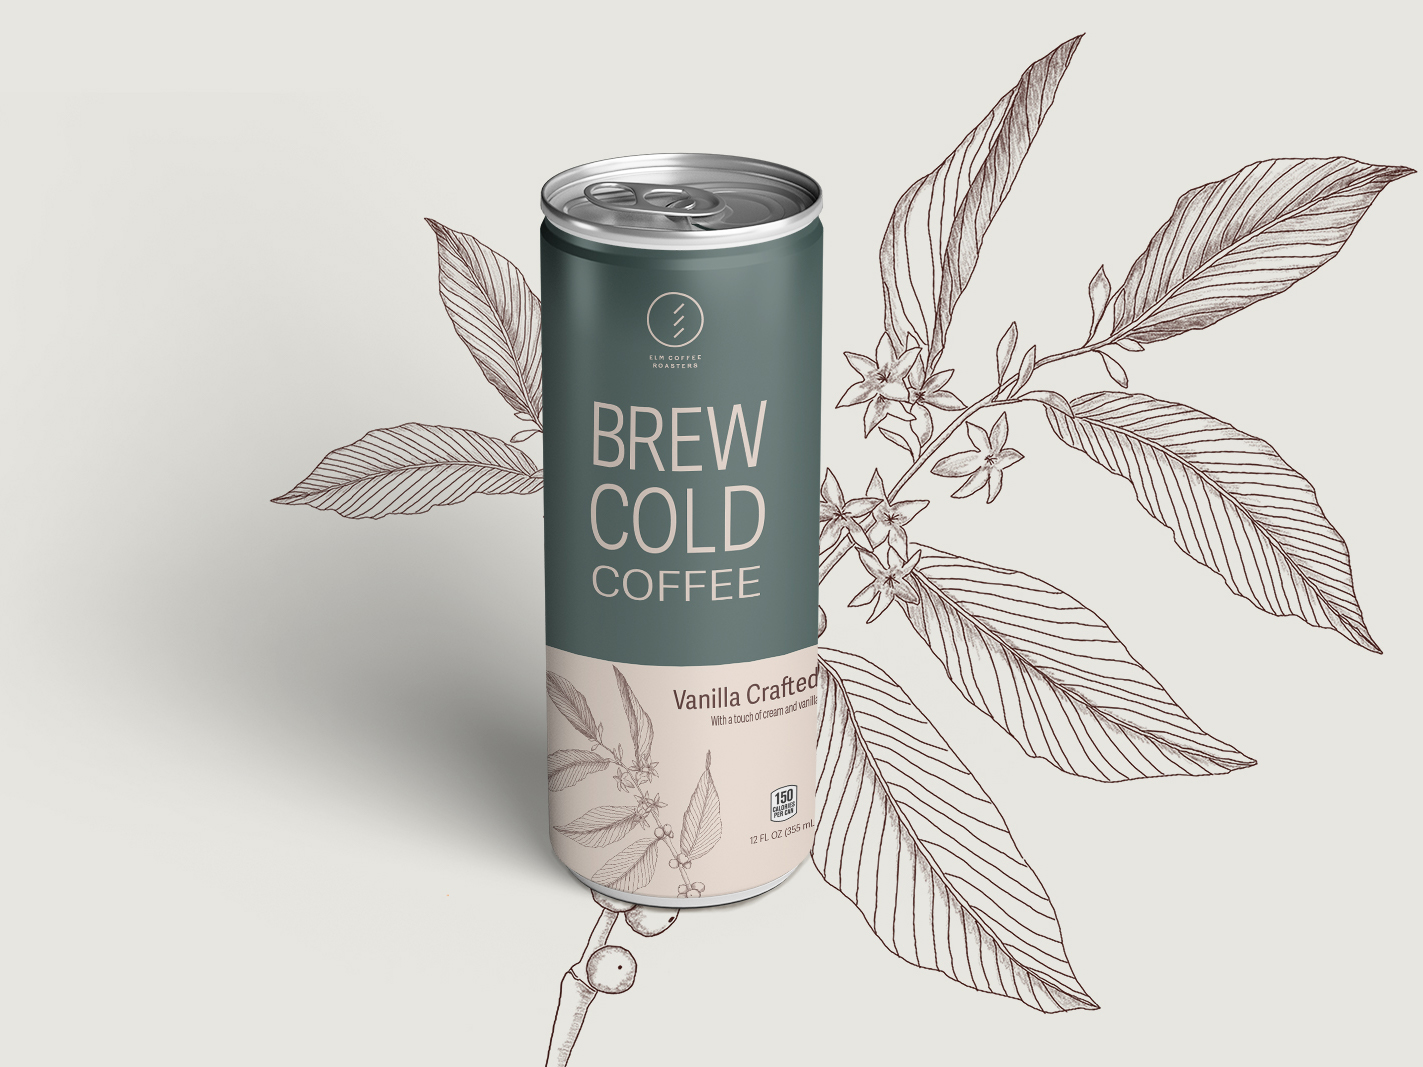 ELM COFFEE
ROASTERS
BREW
COLD
COFFEE
Vanilla Crafted
With a touch of cream and vanilla
150
CALORIES
PER CAN
12 FL OZ (355 mL